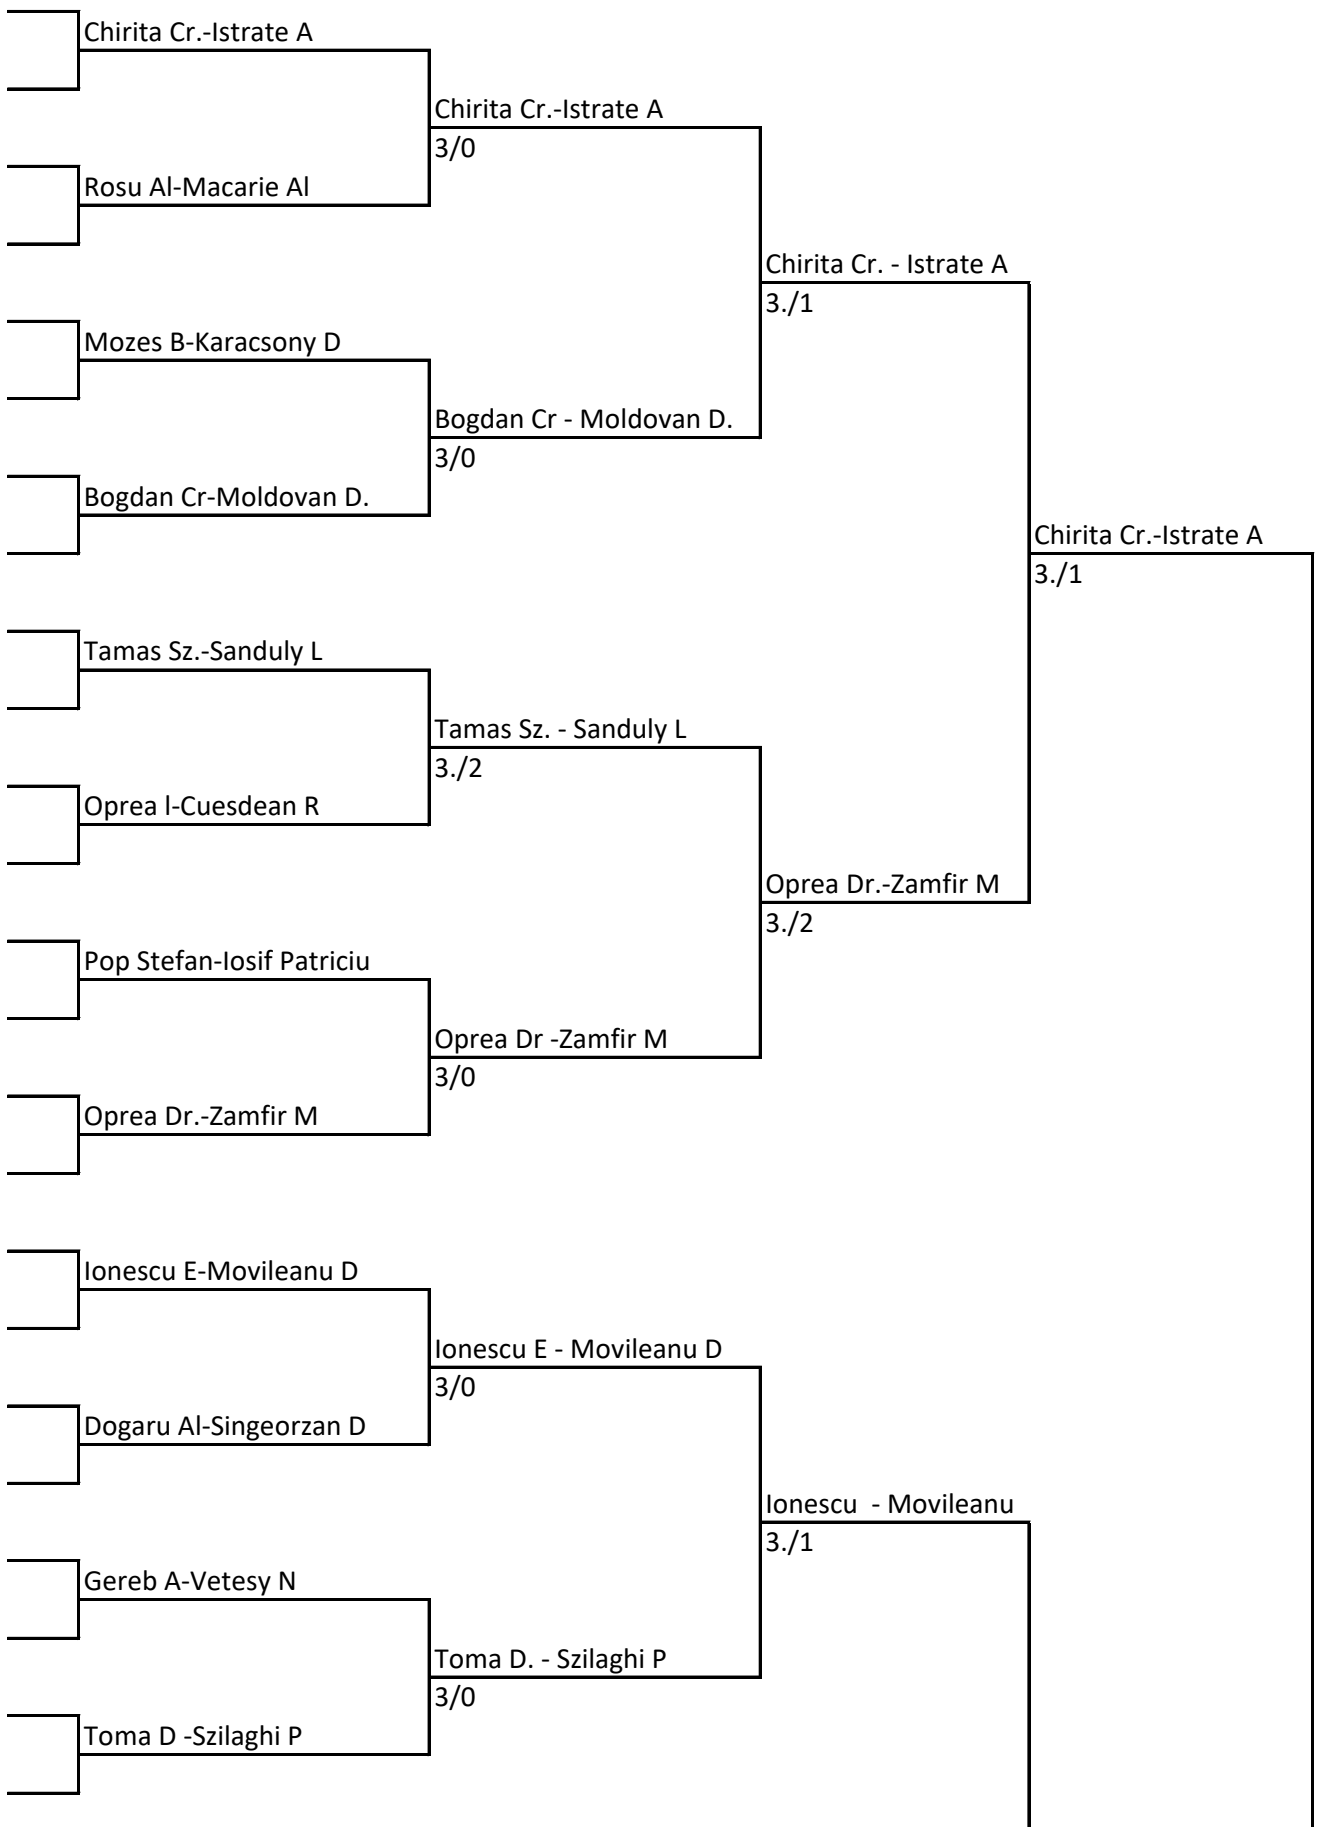 Chirita Cr.-Istrate A
Chirita Cr.-Istrate A
3/0
Rosu Al-Macarie Al
Chirita Cr. - Istrate A
3./1
Mozes B-Karacsony D
Bogdan Cr - Moldovan D.
3/0
Bogdan Cr-Moldovan D.
Chirita Cr.-Istrate A
3./1
Tamas Sz.-Sanduly L
Tamas Sz. - Sanduly L
3./2
Oprea l-Cuesdean R
Oprea Dr.-Zamfir M
3./2
Pop Stefan-Iosif Patriciu
Oprea Dr -Zamfir M
3/0
Oprea Dr.-Zamfir M
Ionescu E-Movileanu D
Ionescu E - Movileanu D
3/0
Dogaru Al-Singeorzan D
Ionescu  - Movileanu
3./1
Gereb A-Vetesy N
Toma D. - Szilaghi P
3/0
Toma D -Szilaghi P